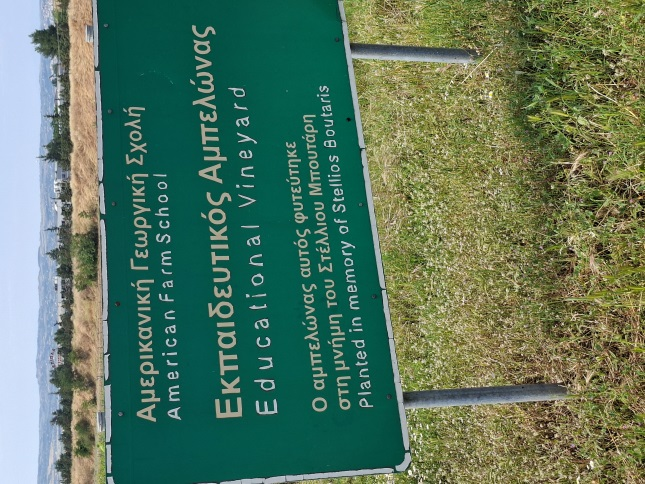 Αμερικανική Γεωργική Σχολή
American Farm School
Εκπαιδευτικός Αμπελώνας
Educational Vineyard
Ο αμπελώνας αυτός φυτεύτηκε
στη μνήμη του Στέλλιου Μπουτάρη
Planted in memory of Stellios Boutaris